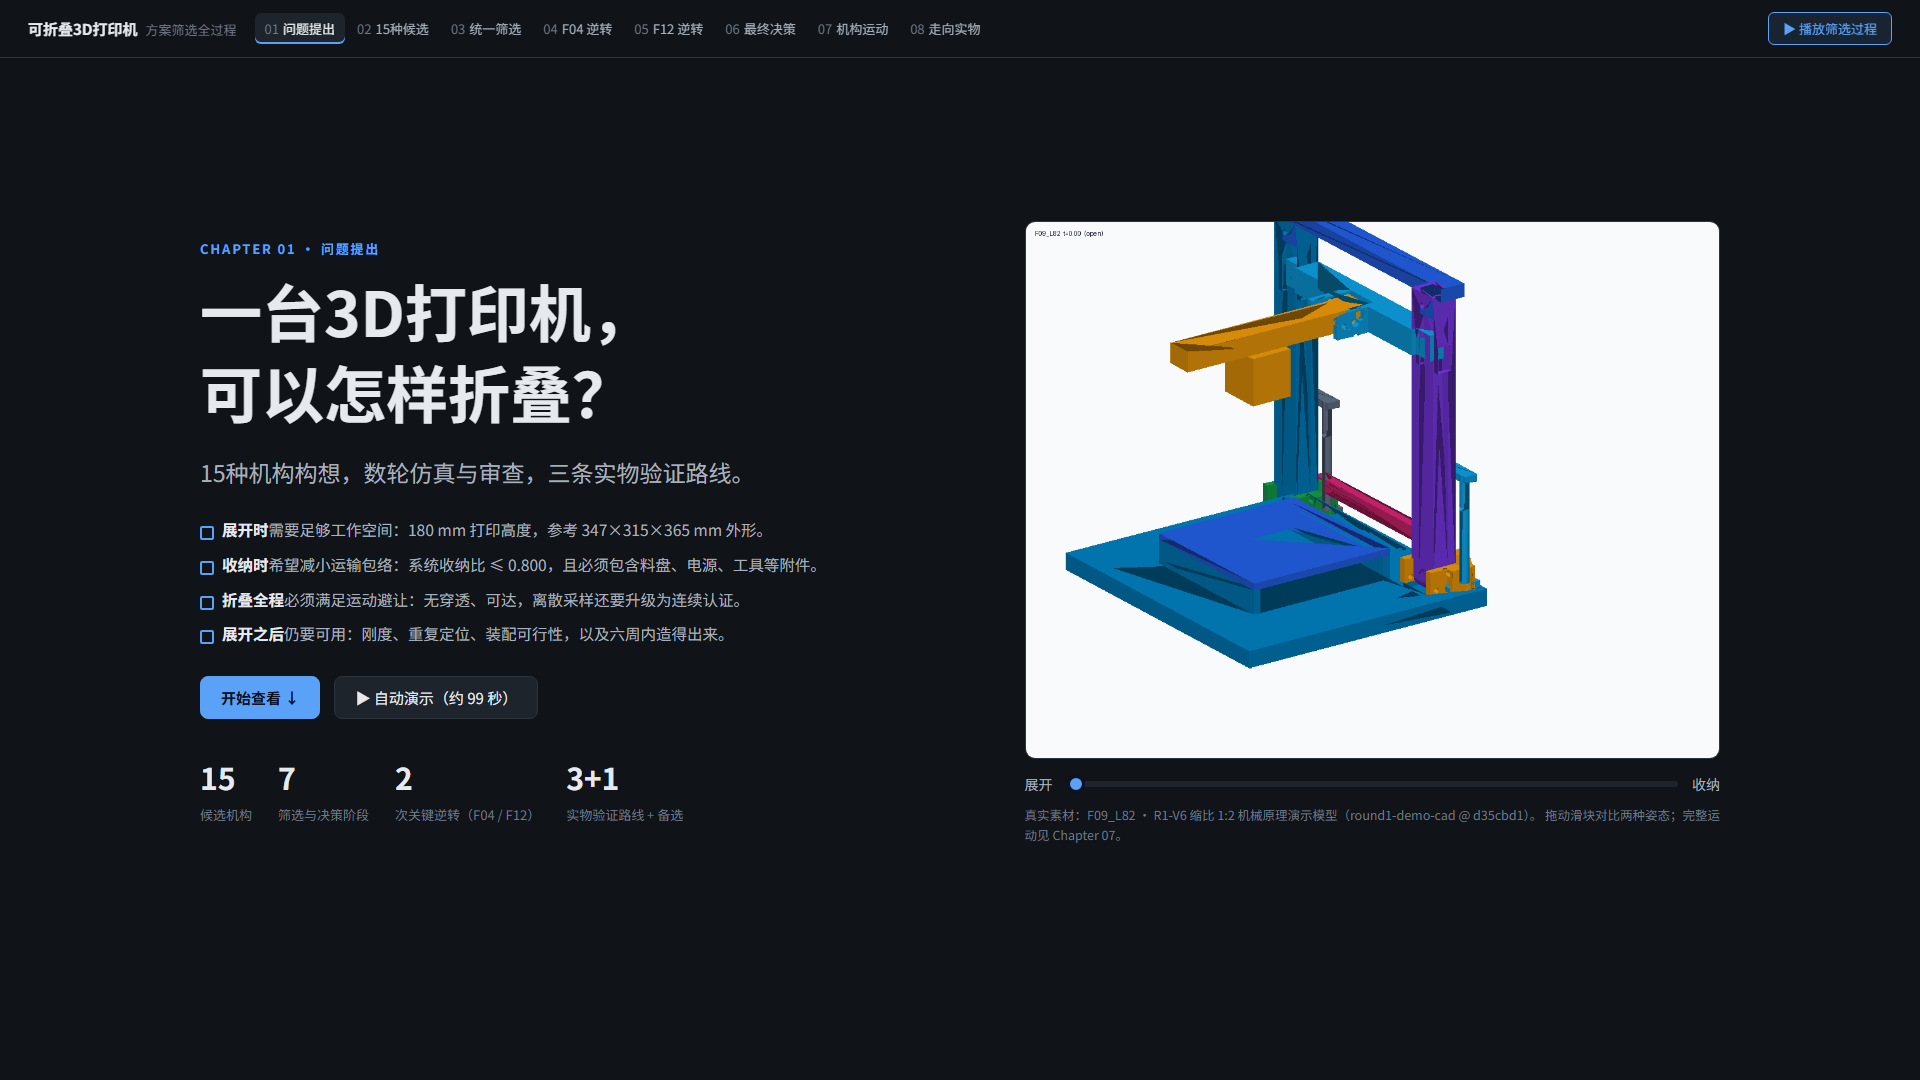 可折叠3D打印机 方案筛选全过程 01 问题提出 02 15种候选 03 统一筛选 04 F04 逆转 05 F12 逆转 06 最终决策 07 机构运动 08 走向实物 ▶ 播放筛选过程
CHAPTER 01 · 问题提出
一台3D打印机，
可以怎样折叠？
15种机构构想，数轮仿真与审查，三条实物验证路线。
展开时需要足够工作空间：180 mm 打印高度，参考 347×315×365 mm 外形。
收纳时希望减小运输包络：系统收纳比 ≤ 0.800，且必须包含料盘、电源、工具等附件。
折叠全程必须满足运动避让：无穿透、可达，离散采样还要升级为连续认证。
展开之后仍要可用：刚度、重复定位、装配可行性，以及六周内造得出来。
开始查看 ↓ ▶ 自动演示（约 99 秒）
15 7 2 3+1
候选机构 筛选与决策阶段 次关键逆转（F04 / F12） 实物验证路线 + 备选
F09_L82 t=0.00 (open)
展开 收纳
真实素材：F09_L82 · R1-V6 缩比 1:2 机械原理演示模型（round1-demo-cad @ d35cbd1）。 拖动滑块对比两种姿态；完整运
动见 Chapter 07。